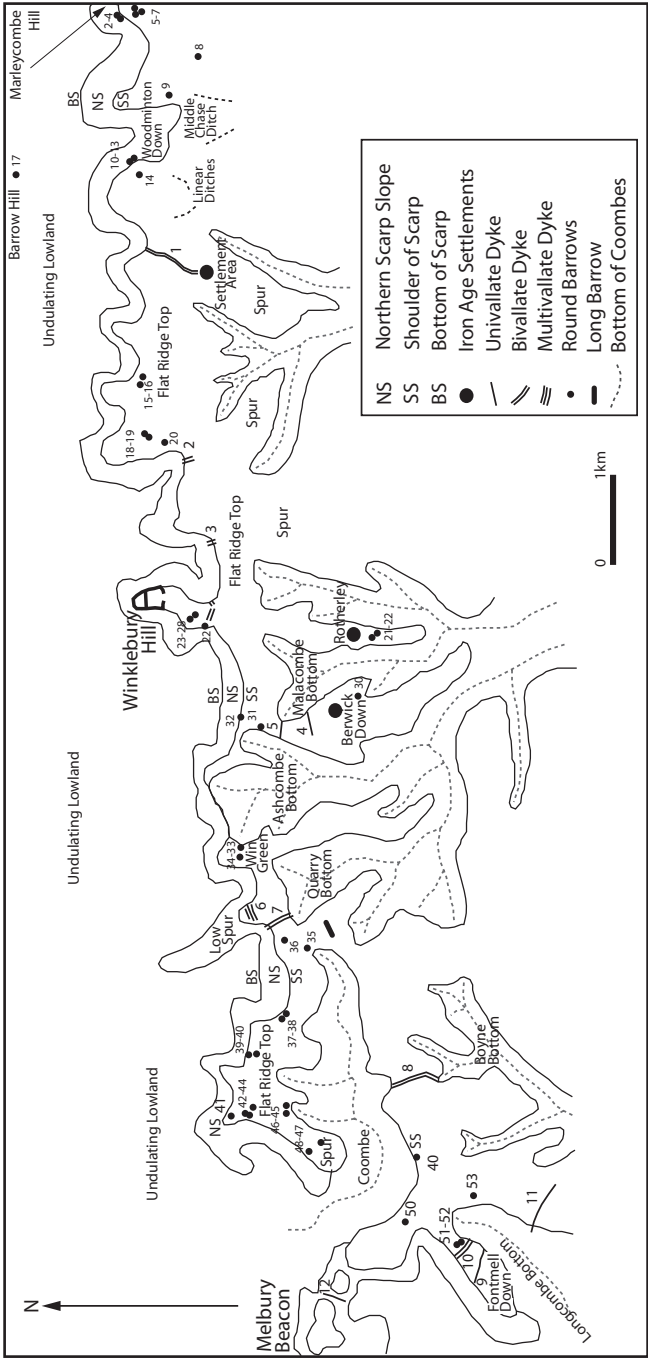 N
Melbury
Beacon
12
Fontmell
Down
9
10
51-52
Longcombe Bottom
11
50
53
40
SS
8
Boyne
Bottom
Coombe
Undulating Lowland
NS
41
42-44
39-40
Flat Ridge Top
46-45
48-47
Spur
37-38
BS
NS
SS
36
35
Low
Spur
6
7
Quarry
Bottom
34-33
Win
Green
Ashcombe
Bottom
Undulating Lowland
BS
NS
SS
32
31
5
4
Malacombe
Bottom
Berwick
Down
30
Rotherley
21-22
Winklebury
Hill
23-28
22
3
Flat Ridge Top
Spur
2
18-19
20
15-16
Flat Ridge Top
Spur
Spur
Settlement
Area
1
Undulating Lowland
Barrow Hill
17
10-13
14
Woodminton
Down
Linear
Ditches
Middle
Chase
Ditch
9
8
BS
NS
SS
Marleycombe
Hill
2-4
5-7
NS Northern Scarp Slope
SS Shoulder of Scarp
BS Bottom of Scarp
Iron Age Settlements
Univallate Dyke
Bivallate Dyke
Multivallate Dyke
Round Barrows
Long Barrow
Bottom of Coombes
0 1km